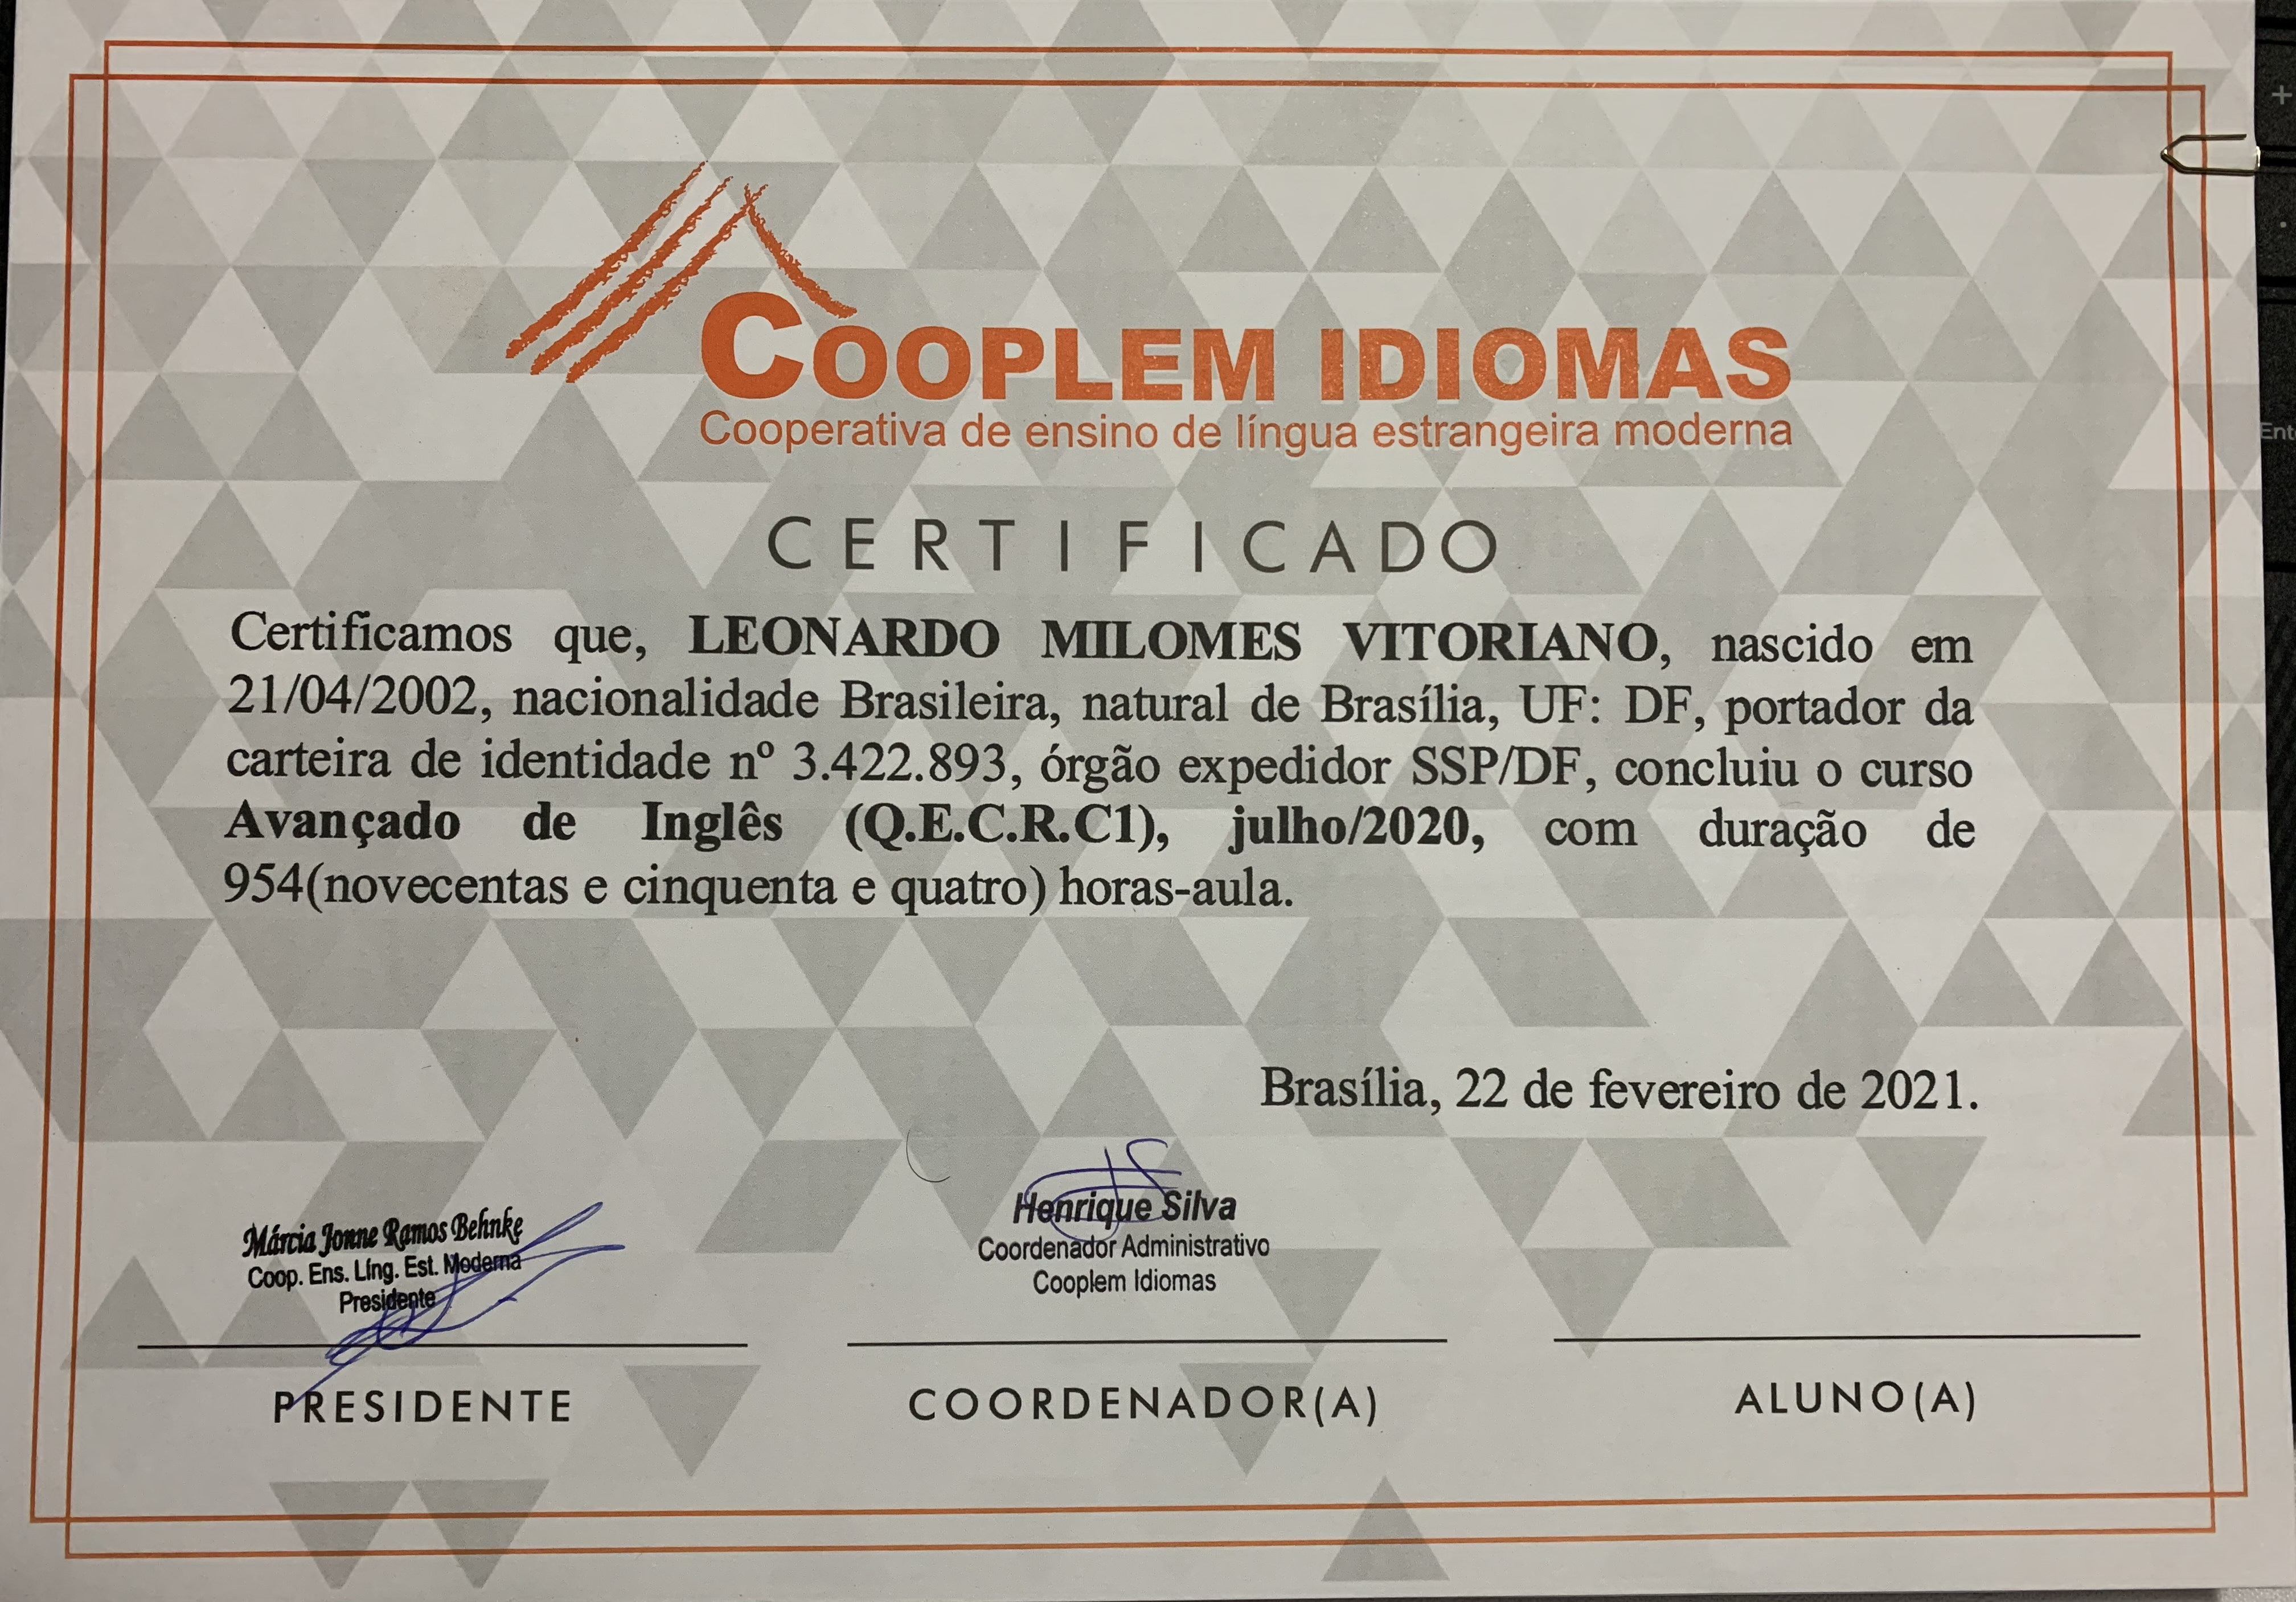 COOPLEM IDIOMAS
Cooperativa de ensino de língua estrangeira moderna
CERTIFICADO
Certificamos que, LEONARDO MILOMES VITORIANO, nascido em
21/04/2002, nacionalidade Brasileira, natural de Brasília, UF: DF, portador da
carteira de identidade nº 3.422.893, órgão expedidor SSP/DF, concluiu o curso
Avançado de Inglês (Q.E.C.R.C1), julho/2020, com duração de
954(novecentas e cinquenta e quatro) horas-aula.
Brasília, 22 de fevereiro de 2021.
Márcia Jonne Ramos Behnke
Coop. Ens. Líng. Est. Moderna
Presidente
Henrique Silva
Coordenador Administrativo
Cooplem Idiomas
PRESIDENTE
COORDENADOR(A)
ALUNO(A)